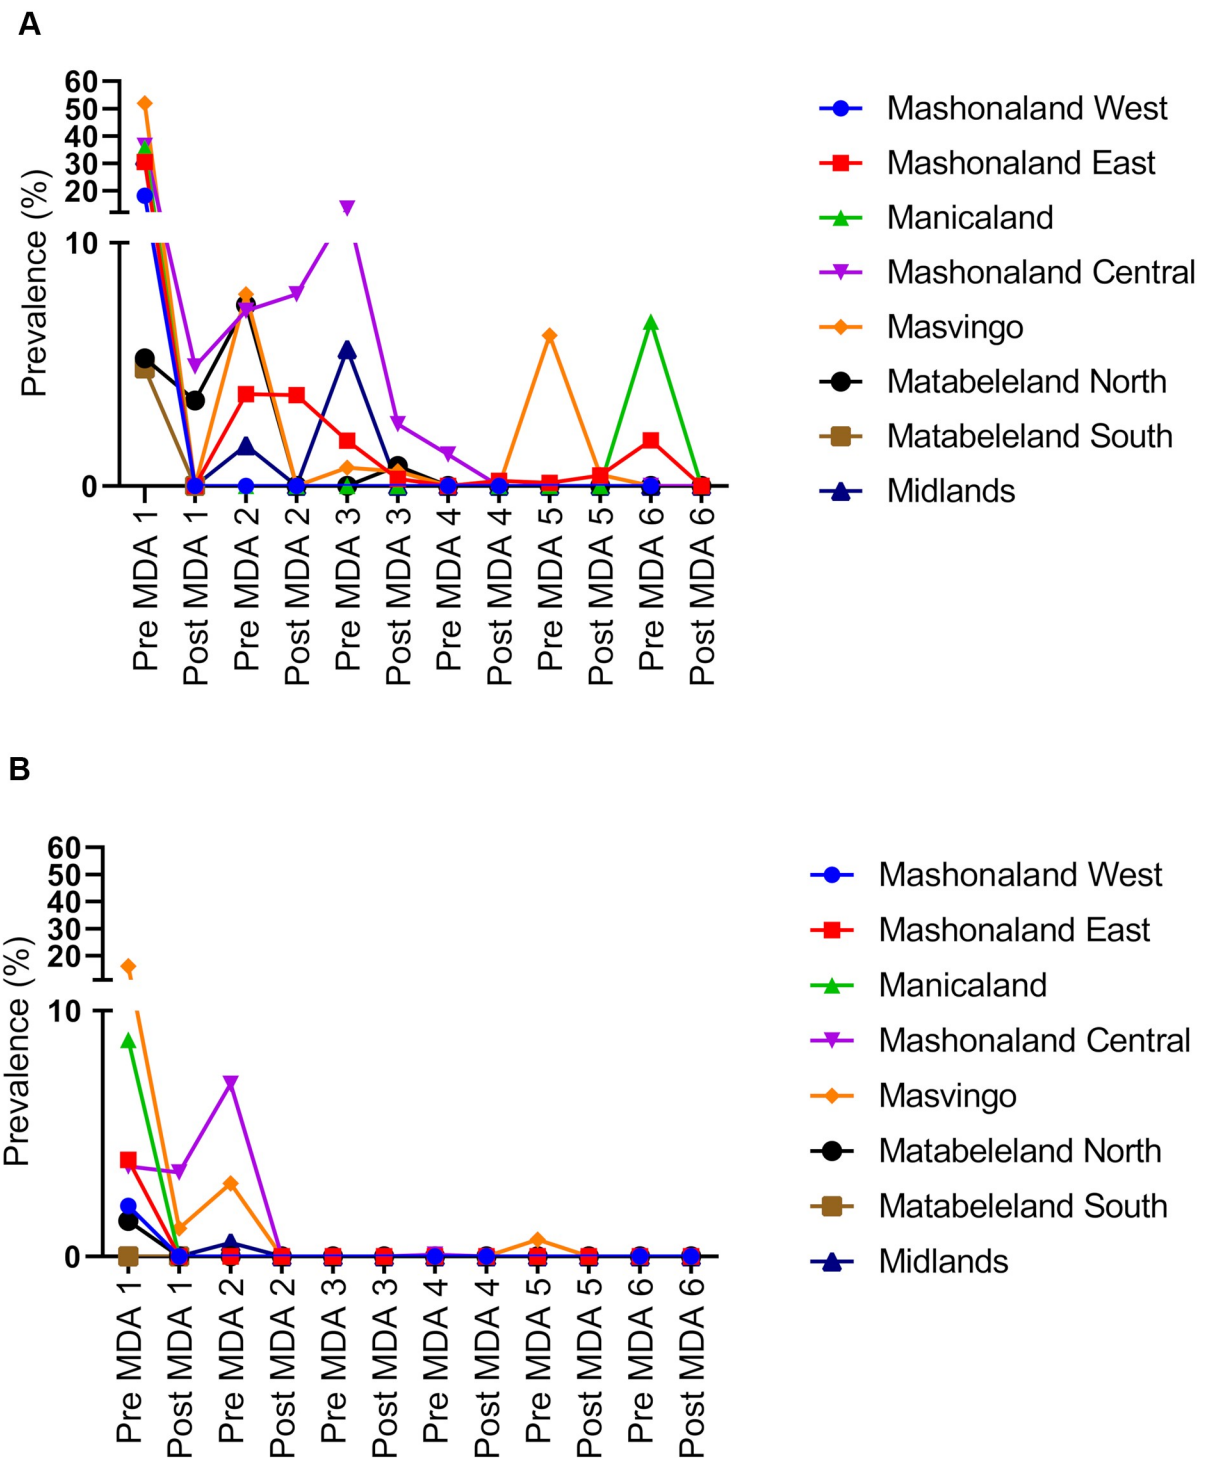 A
60
50
40
30
20
10
0
Prevalence (%)
Pre MDA 1
Post MDA 1
Pre MDA 2
Post MDA 2
Pre MDA 3
Post MDA 3
Pre MDA 4
Post MDA 4
Pre MDA 5
Post MDA 5
Pre MDA 6
Post MDA 6
Mashonaland West
Mashonaland East
Manicaland
Mashonaland Central
Masvingo
Matabeleland North
Matabeleland South
Midlands
B
60
50
40
30
20
10
0
Prevalence (%)
Pre MDA 1
Post MDA 1
Pre MDA 2
Post MDA 2
Pre MDA 3
Post MDA 3
Pre MDA 4
Post MDA 4
Pre MDA 5
Post MDA 5
Pre MDA 6
Post MDA 6
Mashonaland West
Mashonaland East
Manicaland
Mashonaland Central
Masvingo
Matabeleland North
Matabeleland South
Midlands